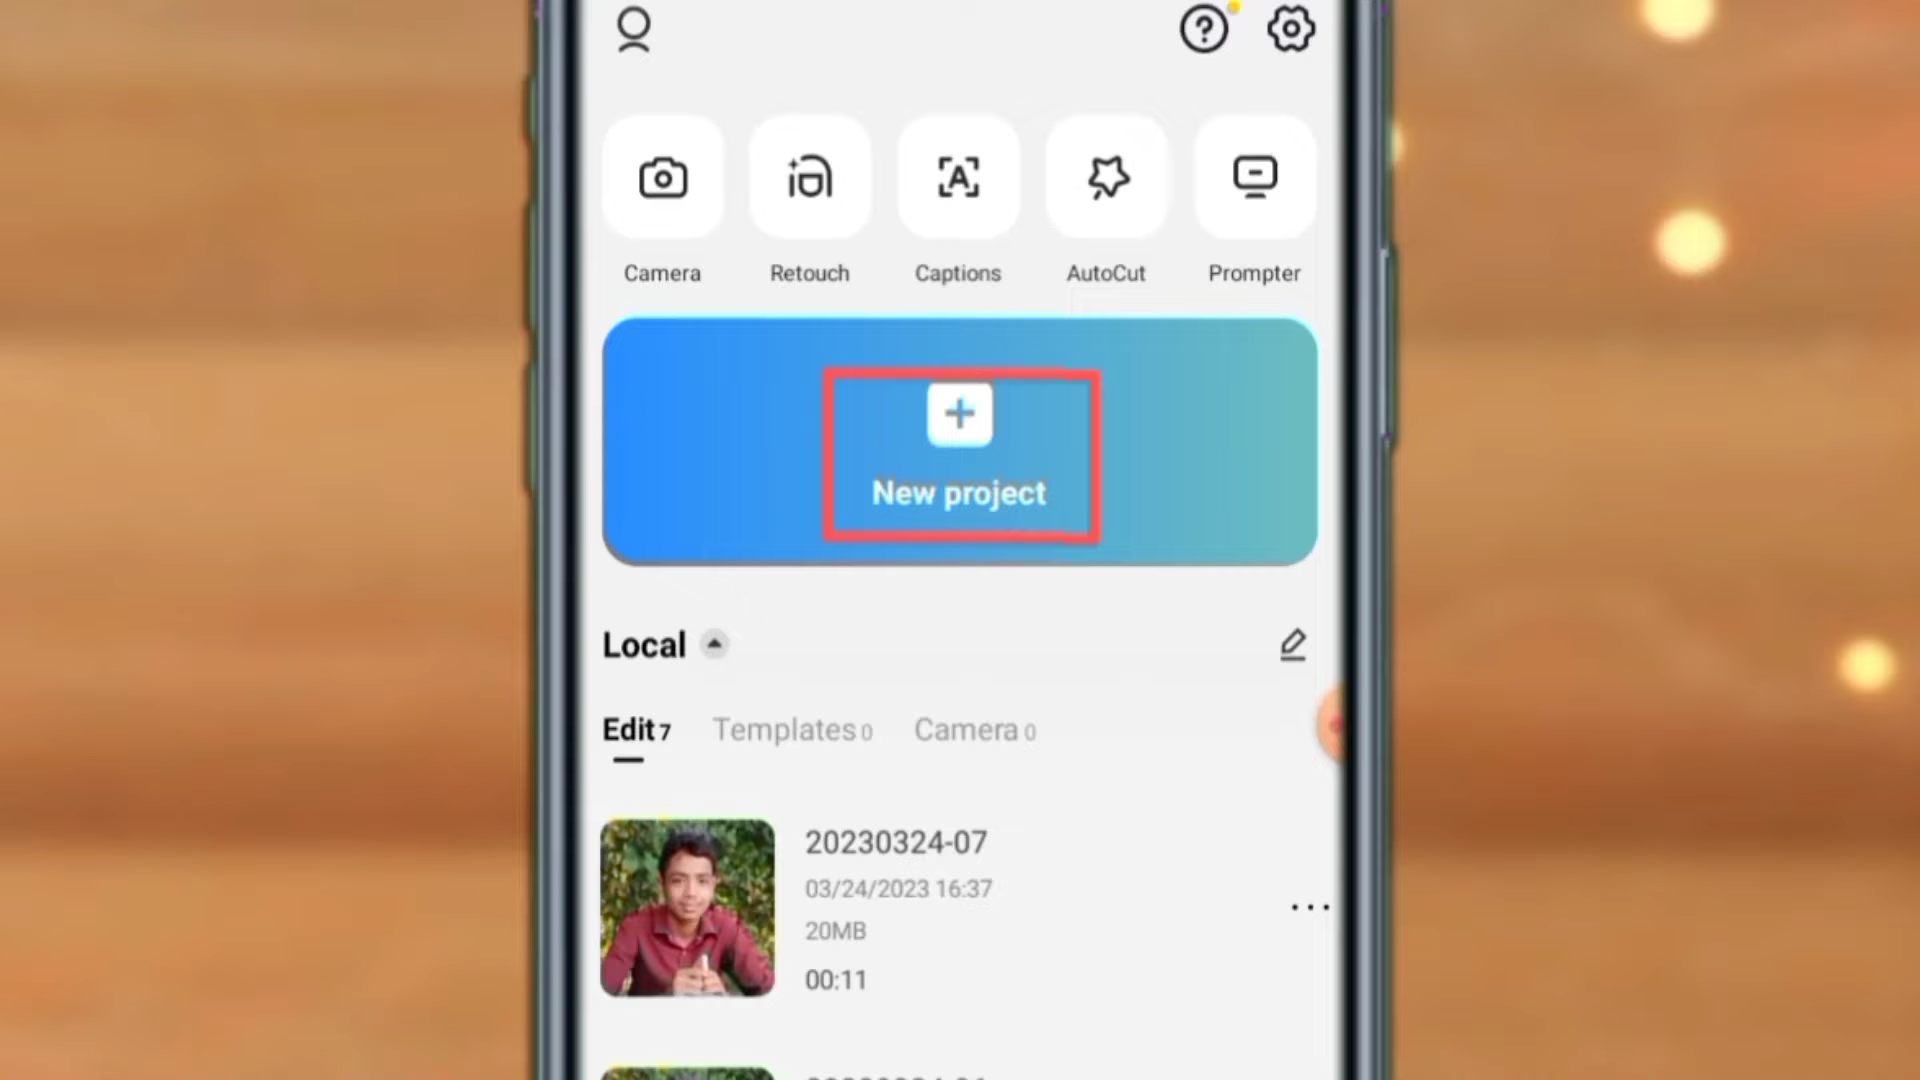 Camera Retouch Captions AutoCut Prompter
New project
Local
Edit 7 Templates 0 Camera 0
20230324-07
03/24/2023 16:37
20MB
00:11